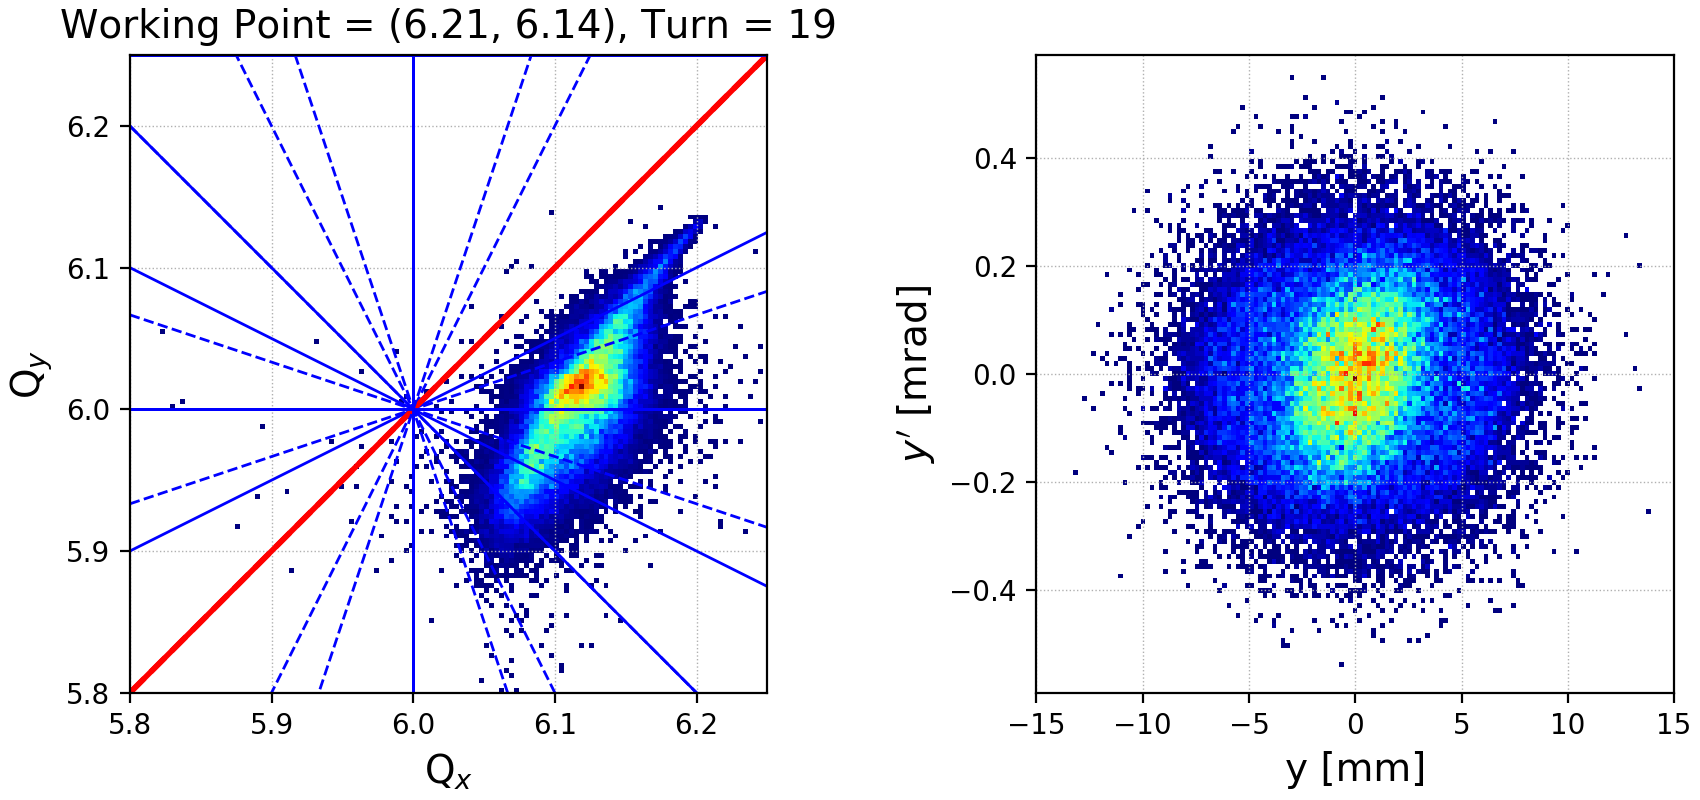 Working Point = (6.21, 6.14), Turn = 19
6.2
6.1
6.0
5.9
5.8
Q_y
5.8 5.9 6.0 6.1 6.2
Q_x
0.4
0.2
0.0
−0.2
−0.4
y′ [mrad]
−15 −10 −5 0 5 10 15
y [mm]